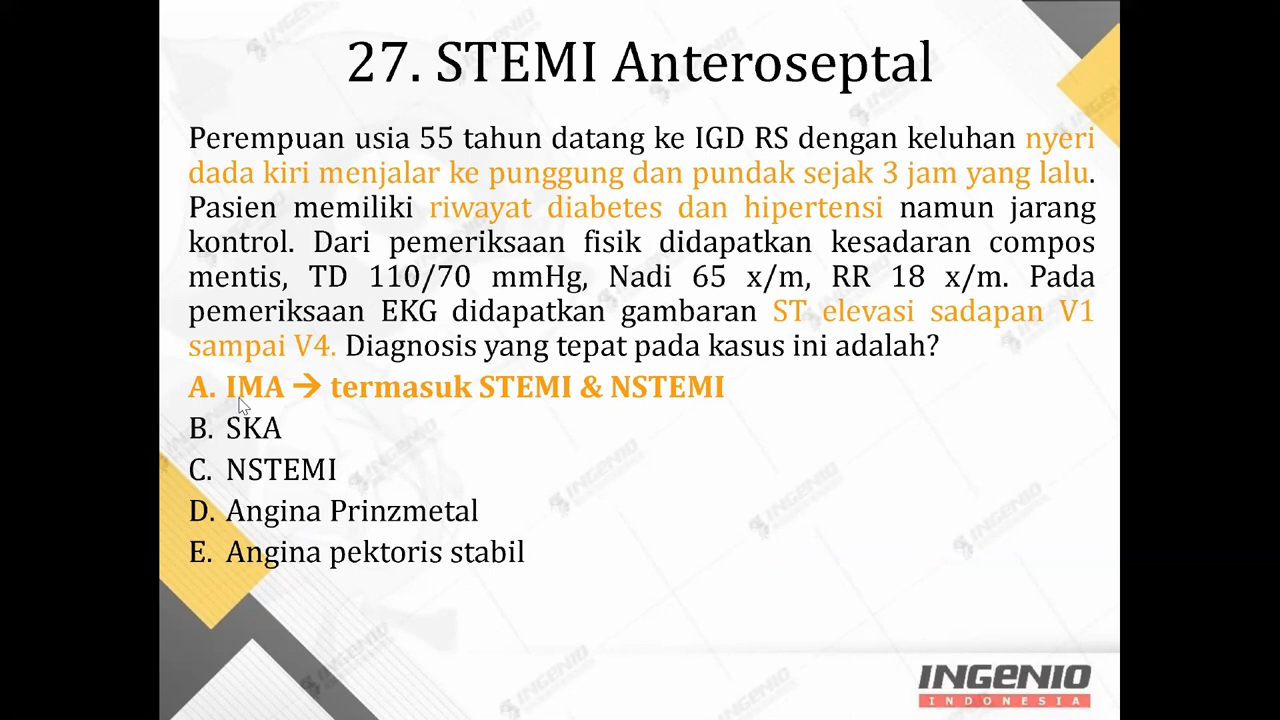 27. STEMI Anteroseptal
Perempuan usia 55 tahun datang ke IGD RS dengan keluhan nyeri
dada kiri menjalar ke punggung dan pundak sejak 3 jam yang lalu.
Pasien memiliki riwayat diabetes dan hipertensi namun jarang
kontrol. Dari pemeriksaan fisik didapatkan kesadaran compos
mentis, TD 110/70 mmHg, Nadi 65 x/m, RR 18 x/m. Pada
pemeriksaan EKG didapatkan gambaran ST elevasi sadapan V1
sampai V4. Diagnosis yang tepat pada kasus ini adalah?
A. IMA → termasuk STEMI & NSTEMI
B. SKA
C. NSTEMI
D. Angina Prinzmetal
E. Angina pektoris stabil
INGENIO
INDONESIA